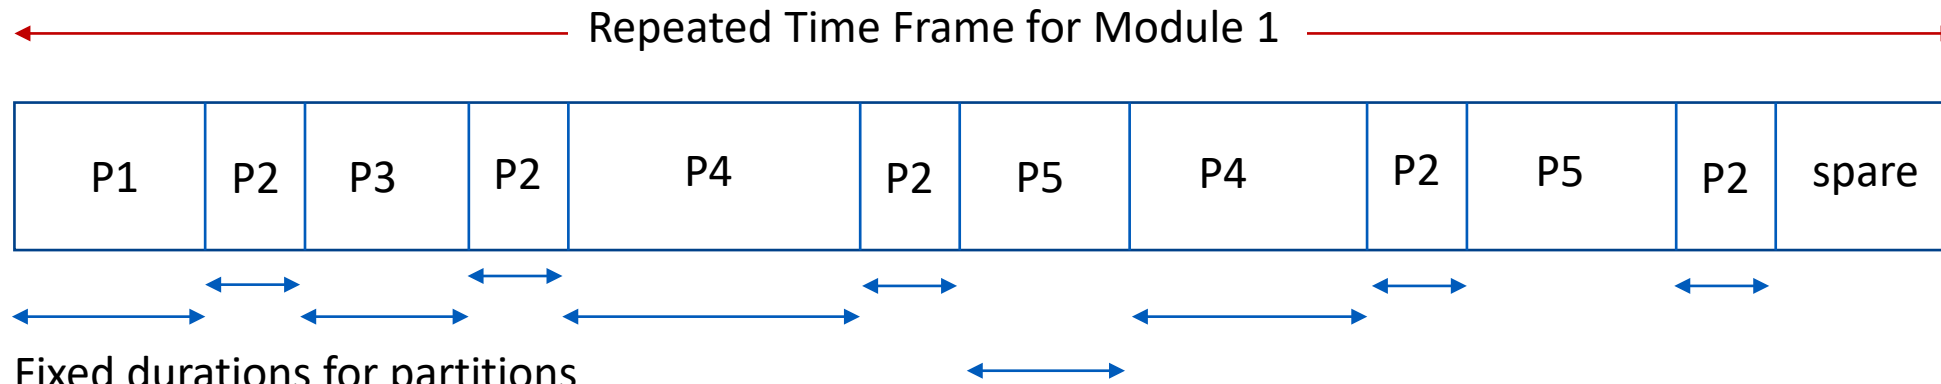 Repeated Time Frame for Module 1
P1 P2 P3 P2 P4 P2 P5 P4 P2 P5 P2 spare
Fixed durations for partitions